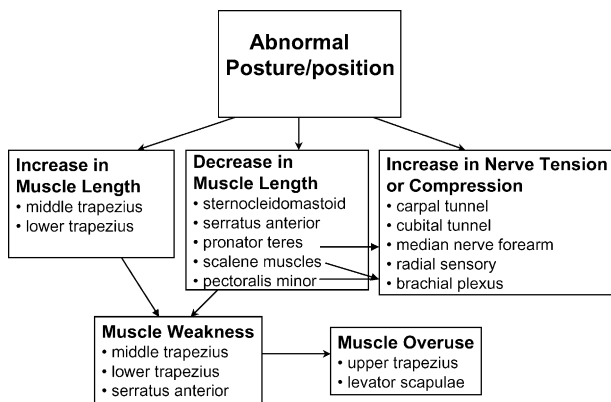 Abnormal
Posture/position
Increase in
Muscle Length
• middle trapezius
• lower trapezius
Decrease in
Muscle Length
• sternocleidomastoid
• serratus anterior
• pronator teres
• scalene muscles
• pectoralis minor
Increase in Nerve Tension
or Compression
• carpal tunnel
• cubital tunnel
• median nerve forearm
• radial sensory
• brachial plexus
Muscle Weakness
• middle trapezius
• lower trapezius
• serratus anterior
Muscle Overuse
• upper trapezius
• levator scapulae